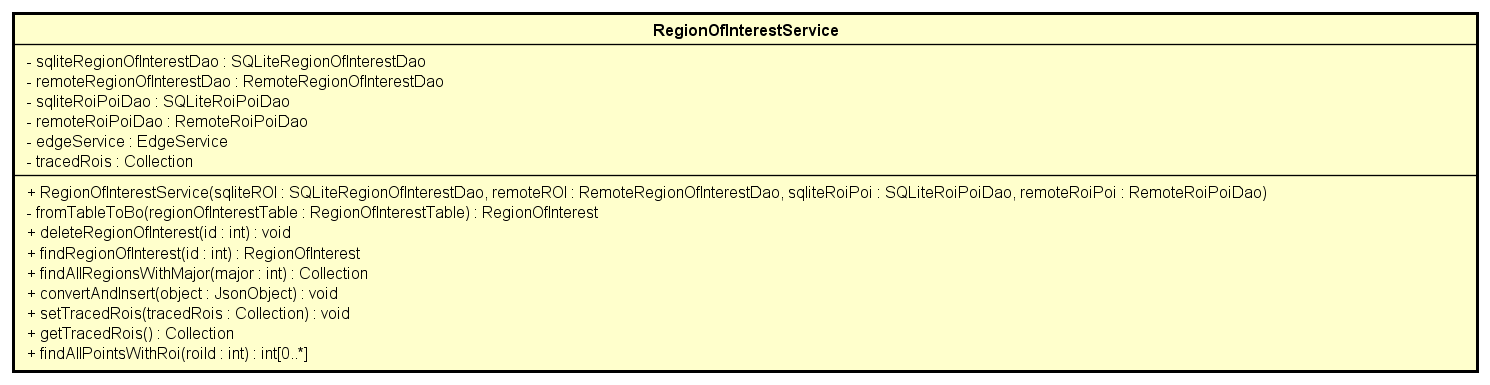 RegionOfInterestService
- sqliteRegionOfInterestDao : SQLiteRegionOfInterestDao
- remoteRegionOfInterestDao : RemoteRegionOfInterestDao
- sqliteRoiPoiDao : SQLiteRoiPoiDao
- remoteRoiPoiDao : RemoteRoiPoiDao
- edgeService : EdgeService
- tracedRois : Collection
+ RegionOfInterestService(sqliteROI : SQLiteRegionOfInterestDao, remoteROI : RemoteRegionOfInterestDao, sqliteRoiPoi : SQLiteRoiPoiDao, remoteRoiPoi : RemoteRoiPoiDao)
- fromTableToBo(regionOfInterestTable : RegionOfInterestTable) : RegionOfInterest
+ deleteRegionOfInterest(id : int) : void
+ findRegionOfInterest(id : int) : RegionOfInterest
+ findAllRegionsWithMajor(major : int) : Collection
+ convertAndInsert(object : JsonObject) : void
+ setTracedRois(tracedRois : Collection) : void
+ getTracedRois() : Collection
+ findAllPointsWithRoi(roiId : int) : int[0..*]